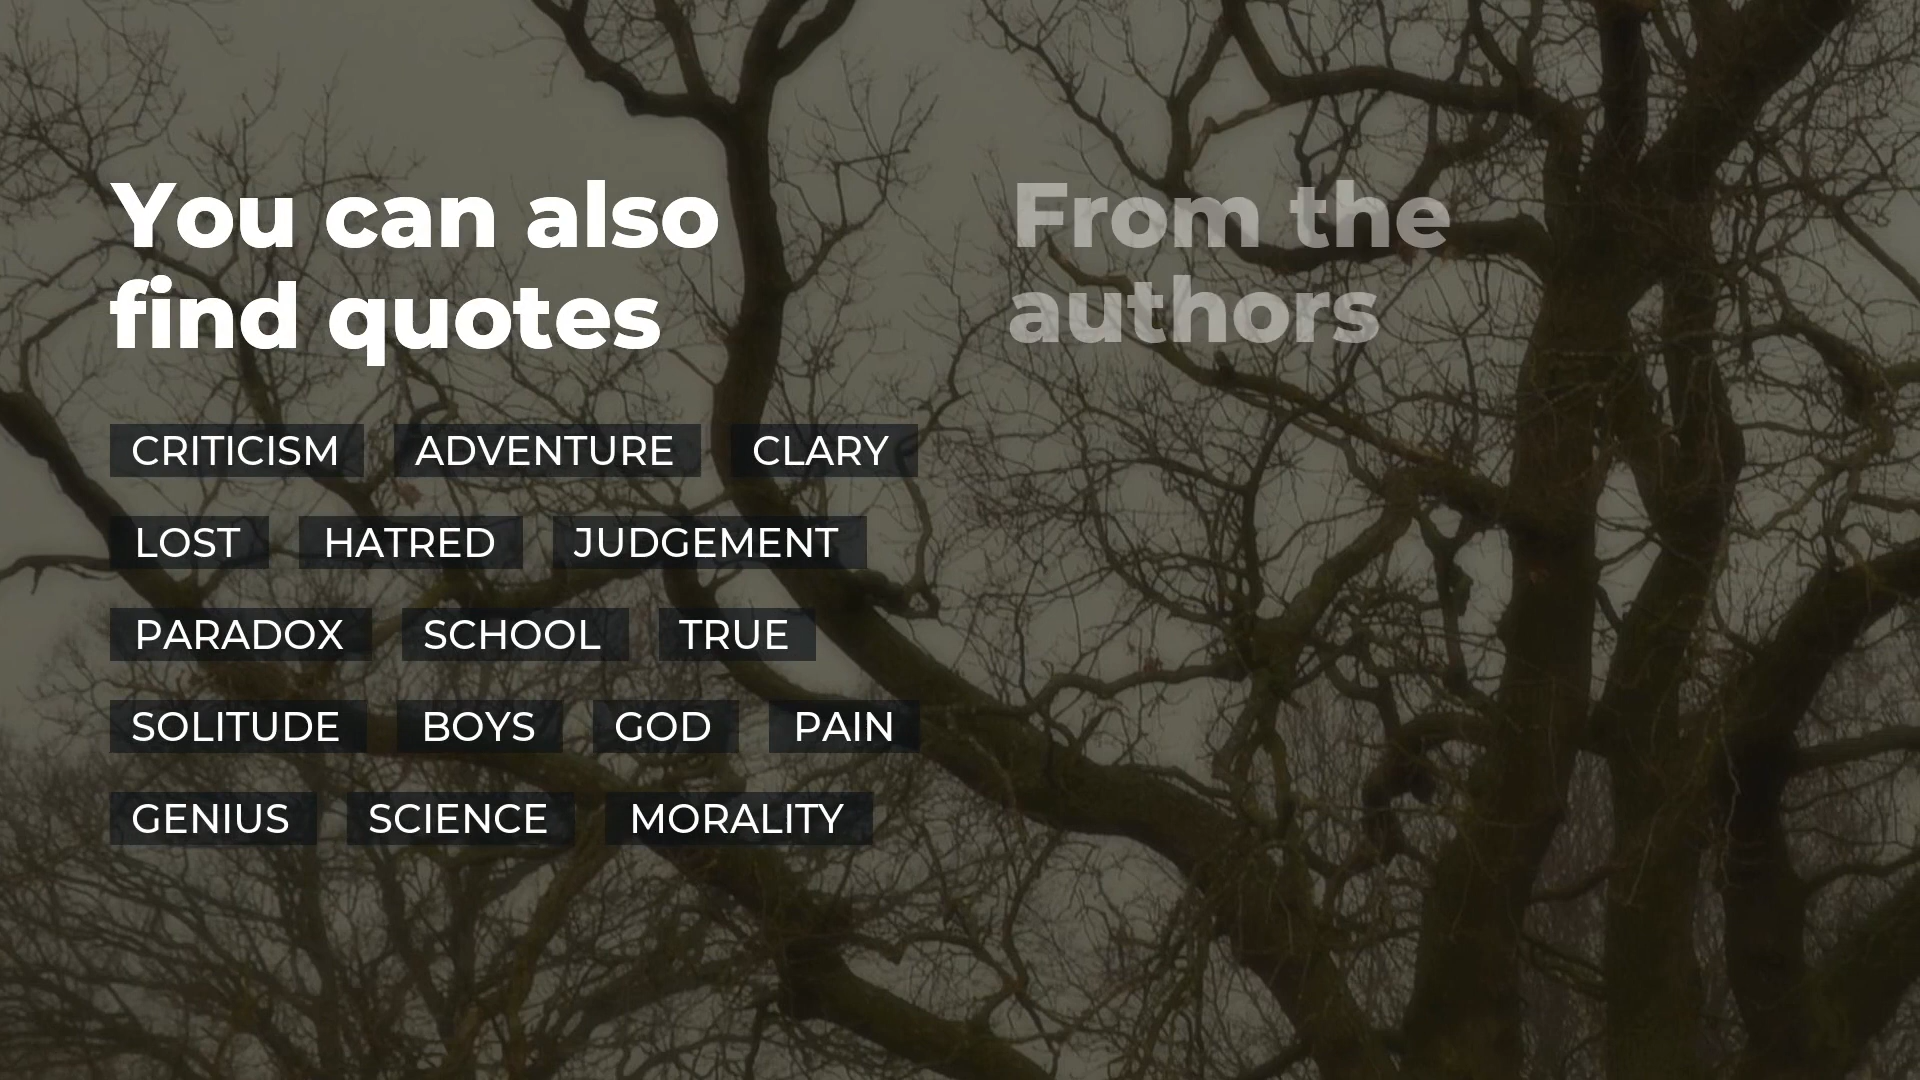 You can also
find quotes
CRITICISM ADVENTURE CLARY
LOST HATRED JUDGEMENT
PARADOX SCHOOL TRUE
SOLITUDE BOYS GOD PAIN
GENIUS SCIENCE MORALITY
From the
authors